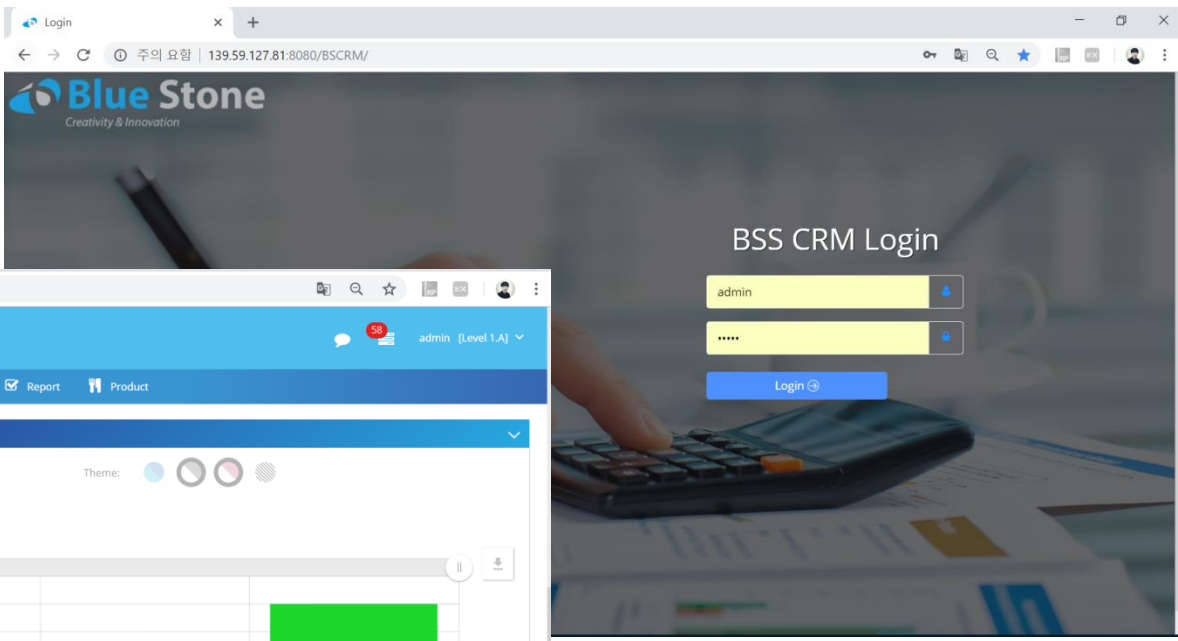 Login
주의 요함 | 139.59.127.81:8080/BSCRM/
Blue Stone
Creativity & Innovation
BSS CRM Login
admin
•••••
Login
58
admin [Level 1.A]
Report
Product
Theme: